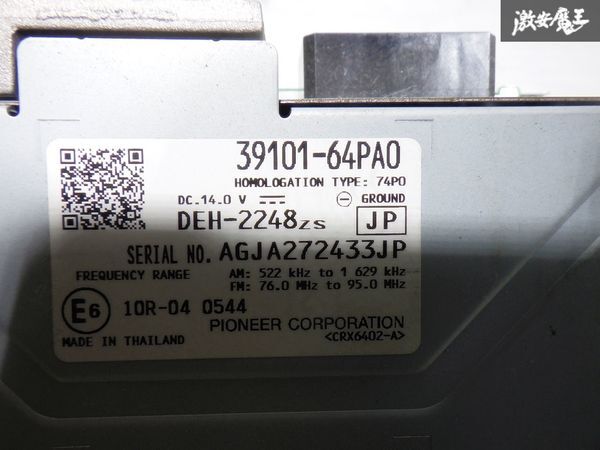 激安魔王
39101-64PA0
HOMOLOGATION TYPE: 74P0
DC.14.0 V ⎓ ⊖ GROUND
DEH-2248zs JP
SERIAL NO. AGJA272433JP
FREQUENCY RANGE AM: 522 kHz to 1 629 kHz
FM: 76.0 MHz to 95.0 MHz
E6 10R-04 0544
PIONEER CORPORATION
MADE IN THAILAND <CRX6402-A>